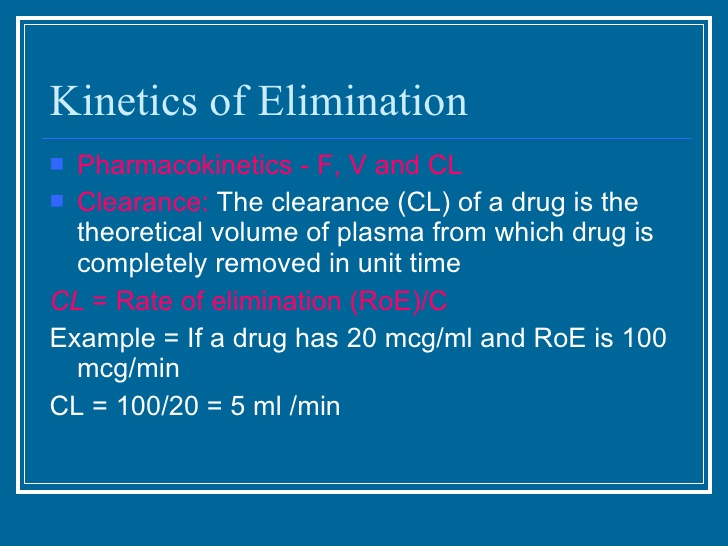 Kinetics of Elimination
Pharmacokinetics - F, V and CL
Clearance: The clearance (CL) of a drug is the
theoretical volume of plasma from which drug is
completely removed in unit time
CL = Rate of elimination (RoE)/C
Example = If a drug has 20 mcg/ml and RoE is 100
mcg/min
CL = 100/20 = 5 ml /min